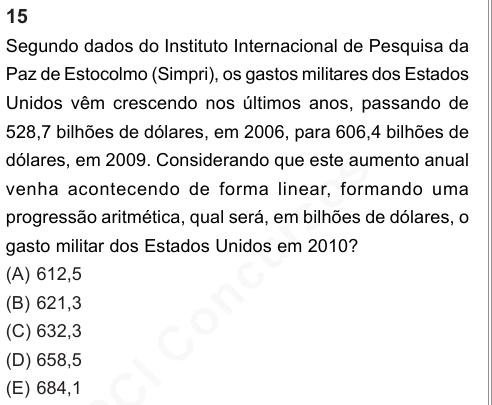 15
Segundo dados do Instituto Internacional de Pesquisa da
Paz de Estocolmo (Simpri), os gastos militares dos Estados
Unidos vêm crescendo nos últimos anos, passando de
528,7 bilhões de dólares, em 2006, para 606,4 bilhões de
dólares, em 2009. Considerando que este aumento anual
venha acontecendo de forma linear, formando uma
progressão aritmética, qual será, em bilhões de dólares, o
gasto militar dos Estados Unidos em 2010?
(A) 612,5
(B) 621,3
(C) 632,3
(D) 658,5
(E) 684,1
CI Concursos